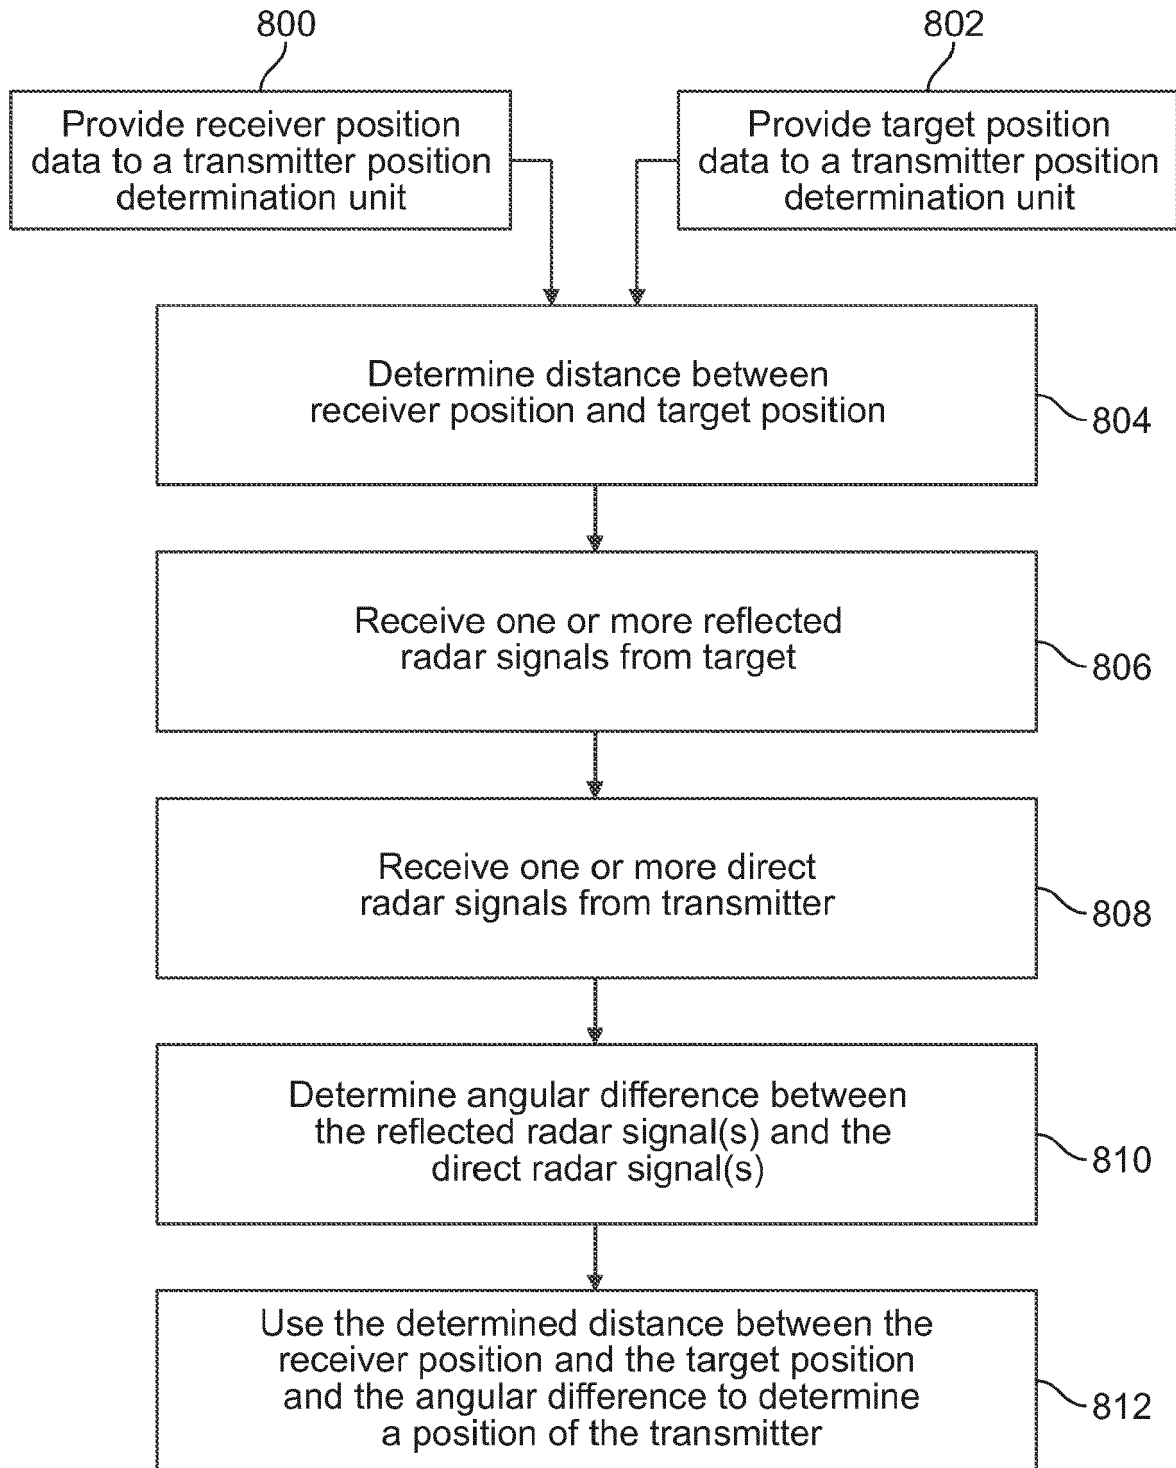 800
802
Provide receiver position
data to a transmitter position
determination unit
Provide target position
data to a transmitter position
determination unit
Determine distance between
receiver position and target position
804
Receive one or more reflected
radar signals from target
806
Receive one or more direct
radar signals from transmitter
808
Determine angular difference between
the reflected radar signal(s) and the
direct radar signal(s)
810
Use the determined distance between the
receiver position and the target position
and the angular difference to determine
a position of the transmitter
812